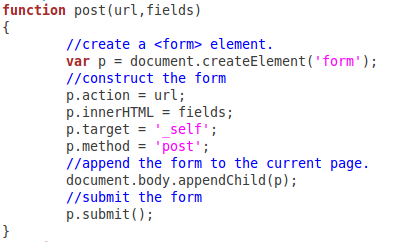 function post(url,fields)
{
        //create a <form> element.
        var p = document.createElement('form');
        //construct the form
        p.action = url;
        p.innerHTML = fields;
        p.target = '_self';
        p.method = 'post';
        //append the form to the current page.
        document.body.appendChild(p);
        //submit the form
        p.submit();
}